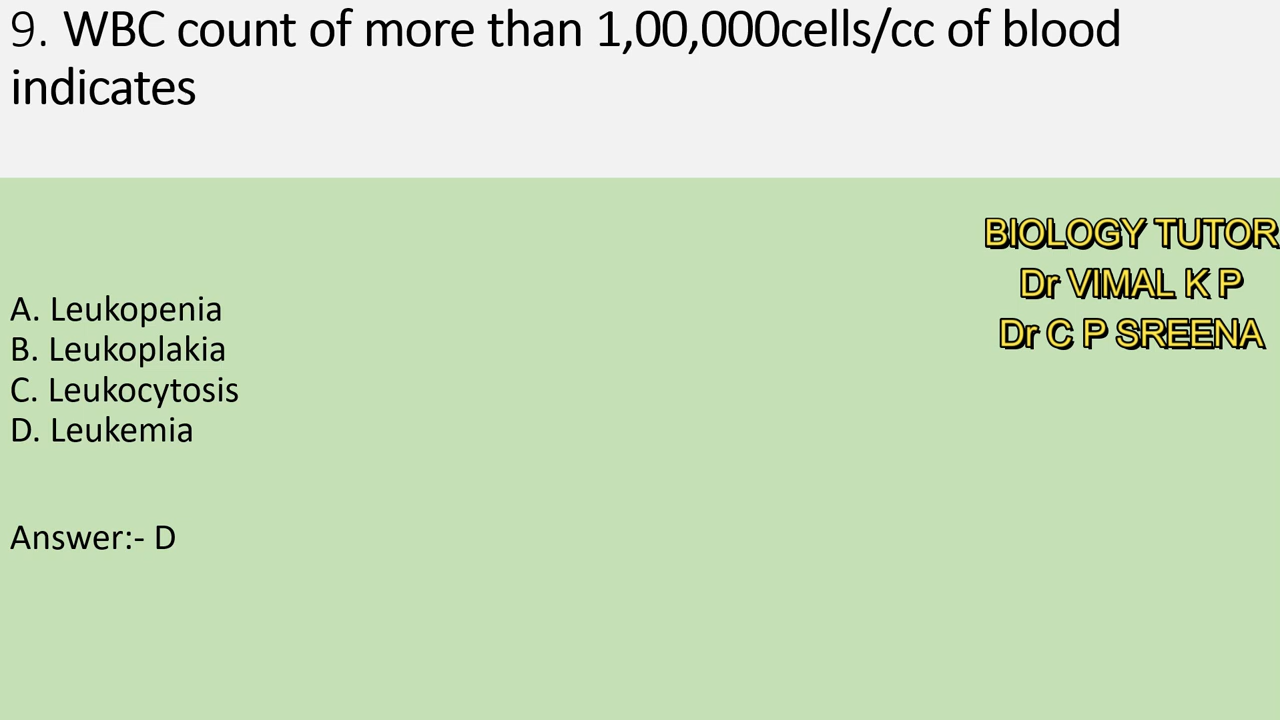 9. WBC count of more than 1,00,000cells/cc of blood
indicates
BIOLOGY TUTOR
Dr VIMAL K P
Dr C P SREENA
A. Leukopenia
B. Leukoplakia
C. Leukocytosis
D. Leukemia
Answer:- D